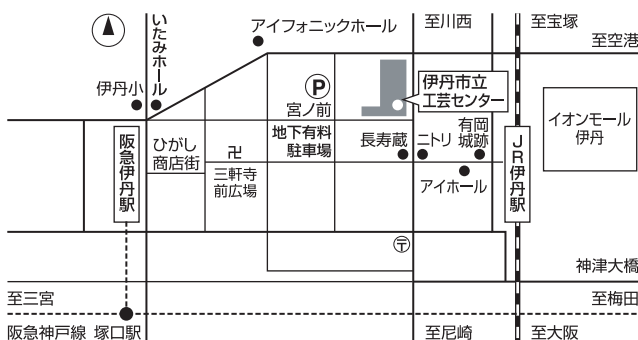 いたみホール
アイフォニックホール
至川西
至宝塚
至空港
伊丹小
P
宮ノ前
地下有料
駐車場
伊丹市立
工芸センター
イオンモール
伊丹
阪急伊丹駅
ひがし
商店街
卍
三軒寺
前広場
長寿蔵
ニトリ
有岡
城跡
アイホール
JR伊丹駅
〒
神津大橋
至三宮
至梅田
阪急神戸線
塚口駅
至尼崎
至大阪